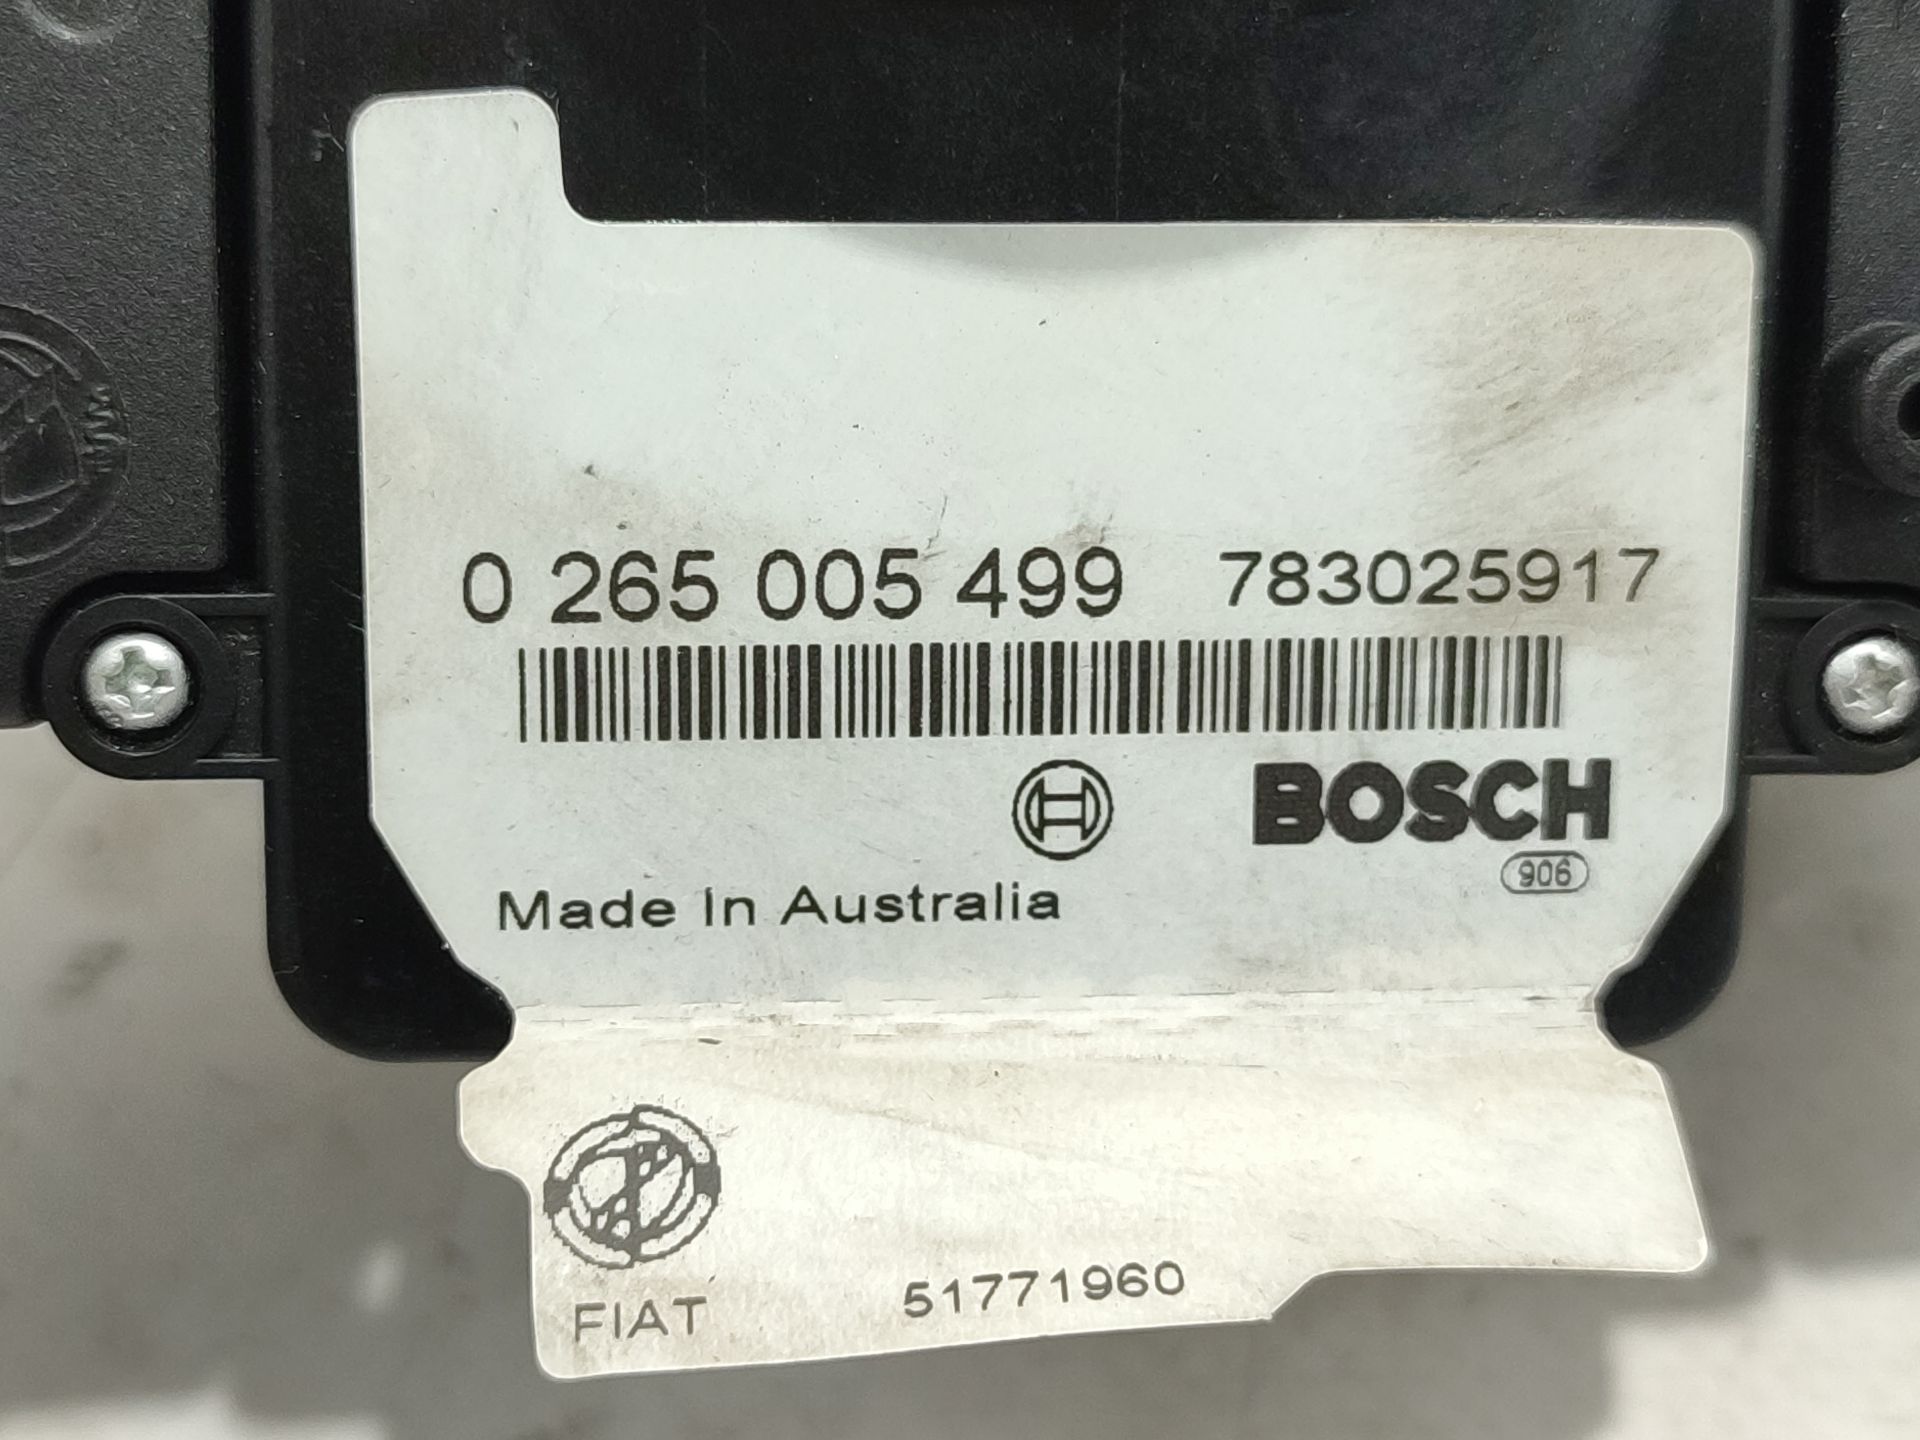 0 265 005 499 783025917
BOSCH
906
Made In Australia
FIAT 51771960